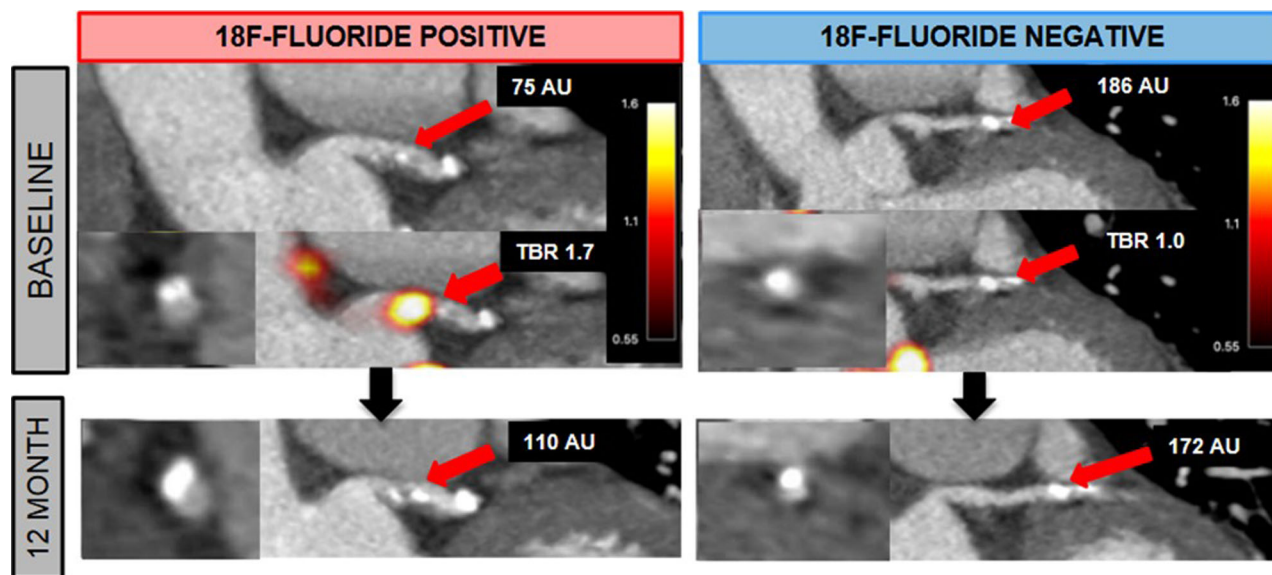 18F-FLUORIDE POSITIVE
18F-FLUORIDE NEGATIVE
BASELINE
75 AU
1.6
1.1
0.55
TBR 1.7
186 AU
1.6
1.1
0.55
TBR 1.0
12 MONTH
110 AU
172 AU